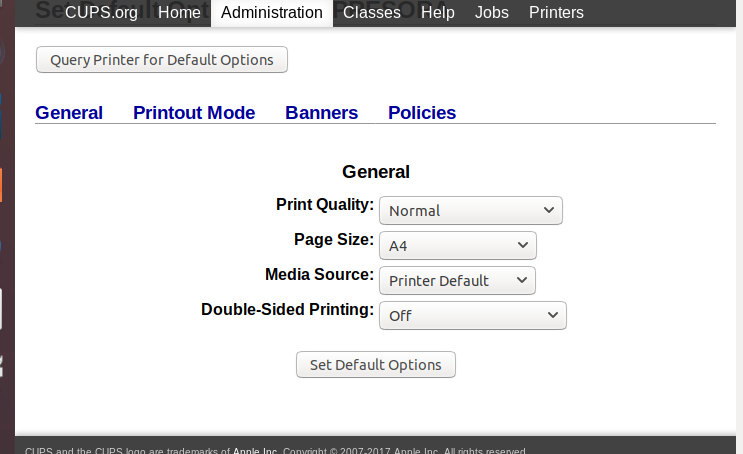 CUPS.org Home Administration Classes Help Jobs Printers
Query Printer for Default Options
General Printout Mode Banners Policies
General
Print Quality: Normal
Page Size: A4
Media Source: Printer Default
Double-Sided Printing: Off
Set Default Options
CUPS and the CUPS logo are trademarks of Apple Inc. Copyright © 2007-2017 Apple Inc. All rights reserved.